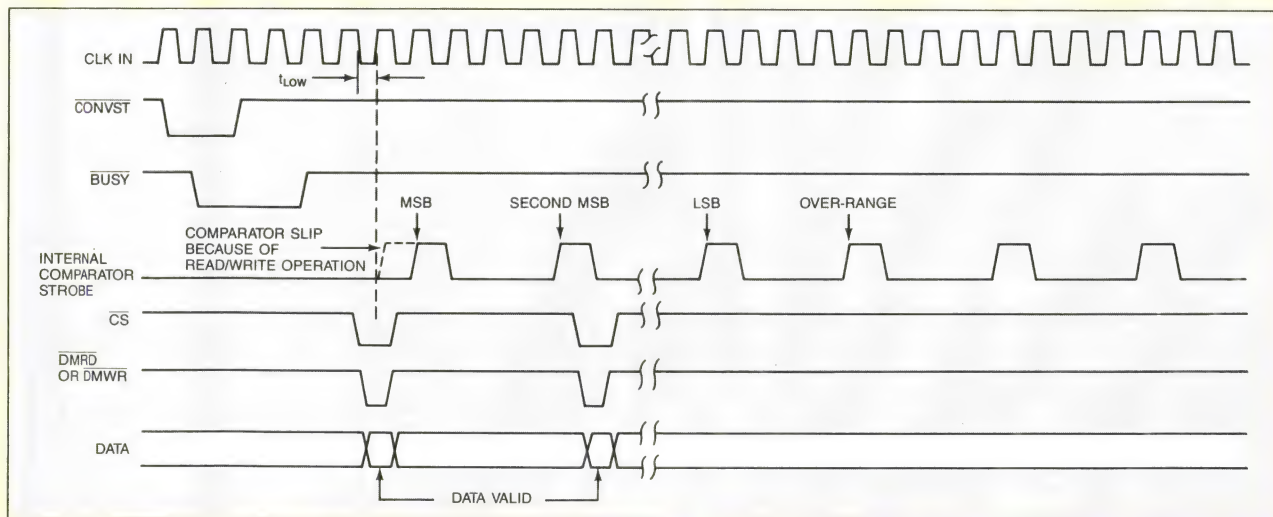 CLK IN
tLOW
CONVST
BUSY
MSB
SECOND MSB
LSB
OVER-RANGE
COMPARATOR SLIP
BECAUSE OF
READ/WRITE OPERATION
INTERNAL
COMPARATOR
STROBE
CS
DMRD
OR DMWR
DATA
DATA VALID